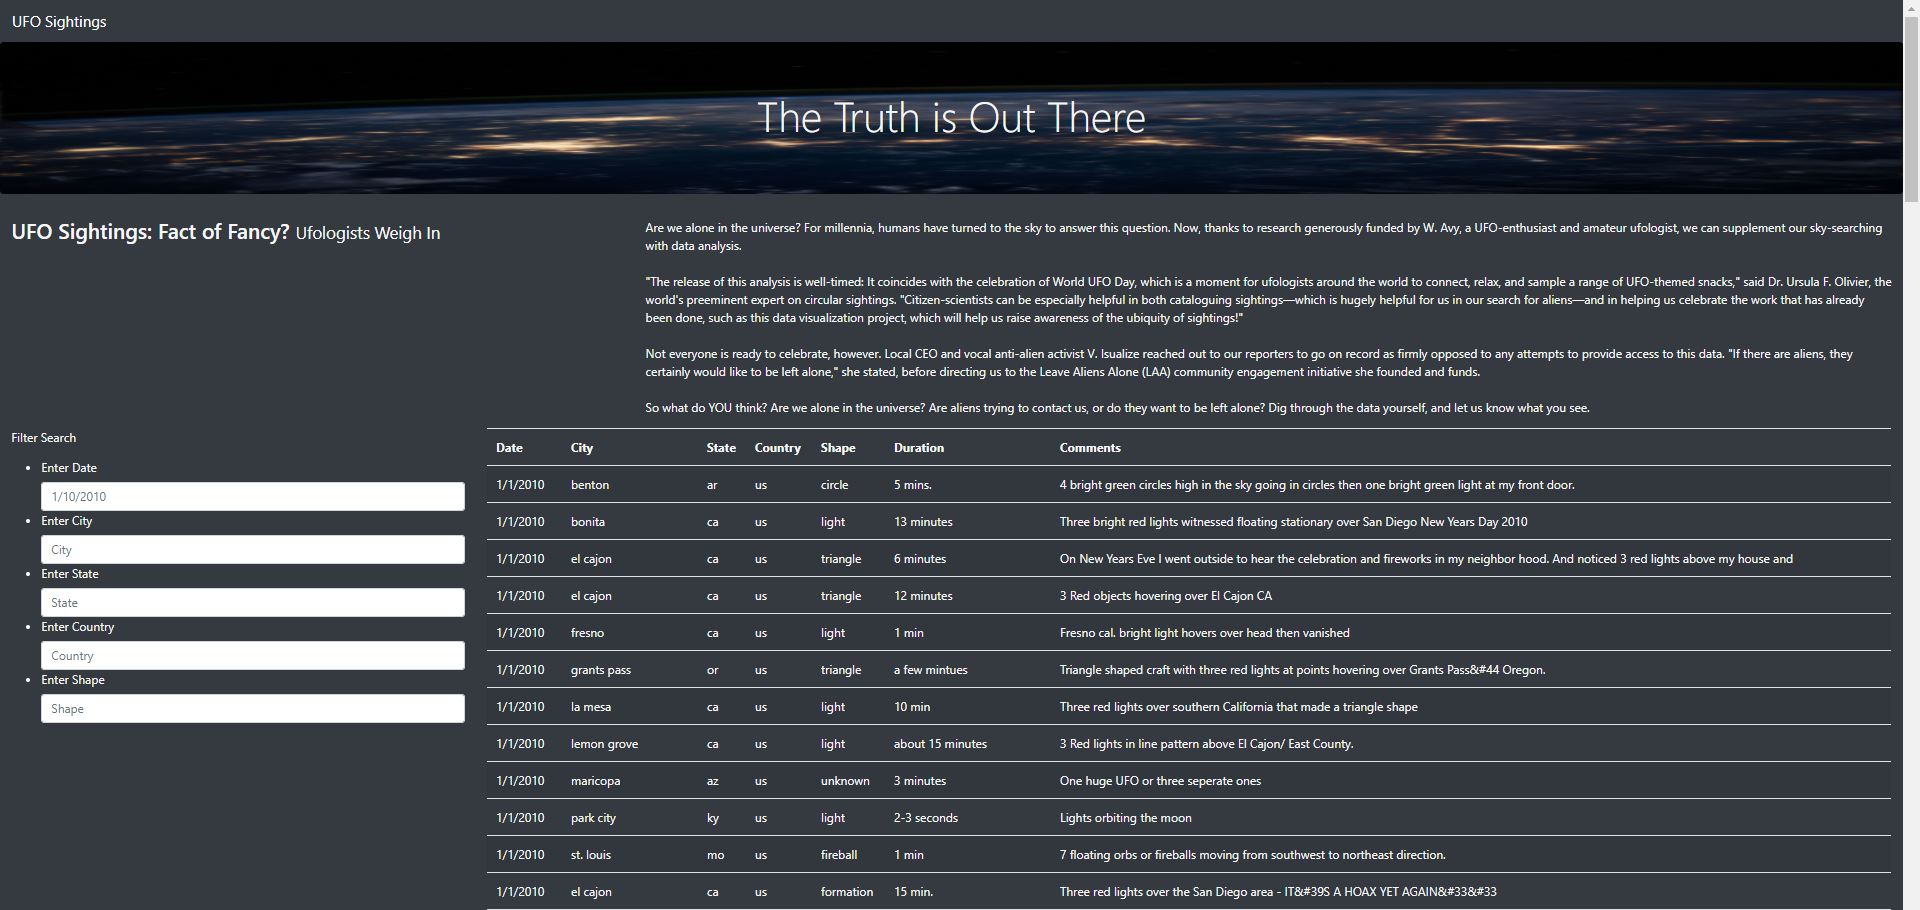 UFO Sightings
The Truth is Out There
UFO Sightings: Fact of Fancy? Ufologists Weigh In
Are we alone in the universe? For millennia, humans have turned to the sky to answer this question. Now, thanks to research generously funded by W. Avy, a UFO-enthusiast and amateur ufologist, we can supplement our sky-searching
with data analysis.
"The release of this analysis is well-timed: It coincides with the celebration of World UFO Day, which is a moment for ufologists around the world to connect, relax, and sample a range of UFO-themed snacks," said Dr. Ursula F. Olivier, the
world's preeminent expert on circular sightings. "Citizen-scientists can be especially helpful in both cataloguing sightings—which is hugely helpful for us in our search for aliens—and in helping us celebrate the work that has already
been done, such as this data visualization project, which will help us raise awareness of the ubiquity of sightings!"
Not everyone is ready to celebrate, however. Local CEO and vocal anti-alien activist V. Isualize reached out to our reporters to go on record as firmly opposed to any attempts to provide access to this data. "If there are aliens, they
certainly would like to be left alone," she stated, before directing us to the Leave Aliens Alone (LAA) community engagement initiative she founded and funds.
So what do YOU think? Are we alone in the universe? Are aliens trying to contact us, or do they want to be left alone? Dig through the data yourself, and let us know what you see.
Filter Search
Enter Date
1/10/2010
Enter City
City
Enter State
State
Enter Country
Country
Enter Shape
Shape
Date City State Country Shape Duration Comments
1/1/2010 benton ar us circle 5 mins. 4 bright green circles high in the sky going in circles then one bright green light at my front door.
1/1/2010 bonita ca us light 13 minutes Three bright red lights witnessed floating stationary over San Diego New Years Day 2010
1/1/2010 el cajon ca us triangle 6 minutes On New Years Eve I went outside to hear the celebration and fireworks in my neighbor hood. And noticed 3 red lights above my house and
1/1/2010 el cajon ca us triangle 12 minutes 3 Red objects hovering over El Cajon CA
1/1/2010 fresno ca us light 1 min Fresno cal. bright light hovers over head then vanished
1/1/2010 grants pass or us triangle a few mintues Triangle shaped craft with three red lights at points hovering over Grants Pass&#44 Oregon.
1/1/2010 la mesa ca us light 10 min Three red lights over southern California that made a triangle shape
1/1/2010 lemon grove ca us light about 15 minutes 3 Red lights in line pattern above El Cajon/ East County.
1/1/2010 maricopa az us unknown 3 minutes One huge UFO or three seperate ones
1/1/2010 park city ky us light 2-3 seconds Lights orbiting the moon
1/1/2010 st. louis mo us fireball 1 min 7 floating orbs or fireballs moving from southwest to northeast direction.
1/1/2010 el cajon ca us formation 15 min. Three red lights over the San Diego area - IT&#39S A HOAX YET AGAIN&#33&#33